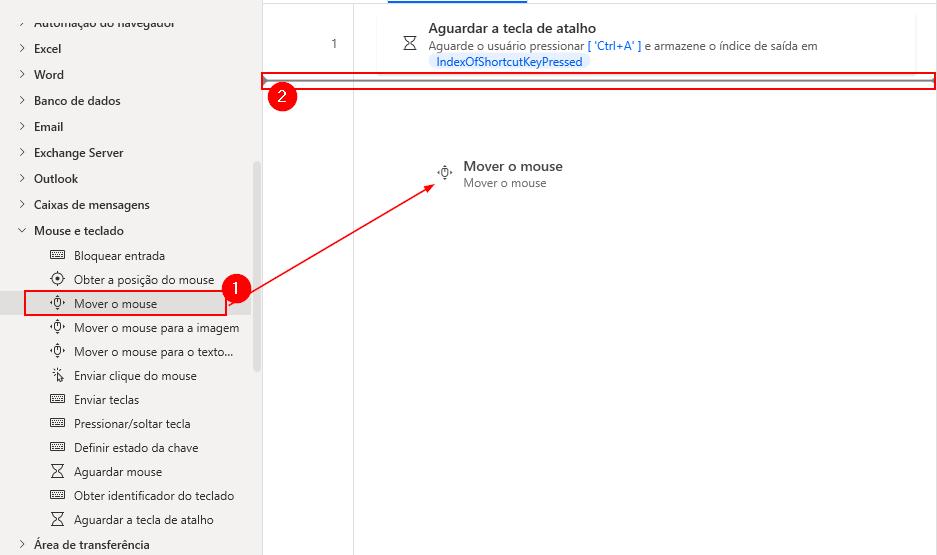 Automação do navegador
Excel
Word
Banco de dados
Email
Exchange Server
Outlook
Caixas de mensagens
Mouse e teclado
Bloquear entrada
Obter a posição do mouse
Mover o mouse
Mover o mouse para a imagem
Mover o mouse para o texto...
Enviar clique do mouse
Enviar teclas
Pressionar/soltar tecla
Definir estado da chave
Aguardar mouse
Obter identificador do teclado
Aguardar a tecla de atalho
Área de transferência
1
1
Aguardar a tecla de atalho
Aguarde o usuário pressionar [ 'Ctrl+A' ] e armazene o índice de saída em
IndexOfShortcutKeyPressed
2
Mover o mouse
Mover o mouse